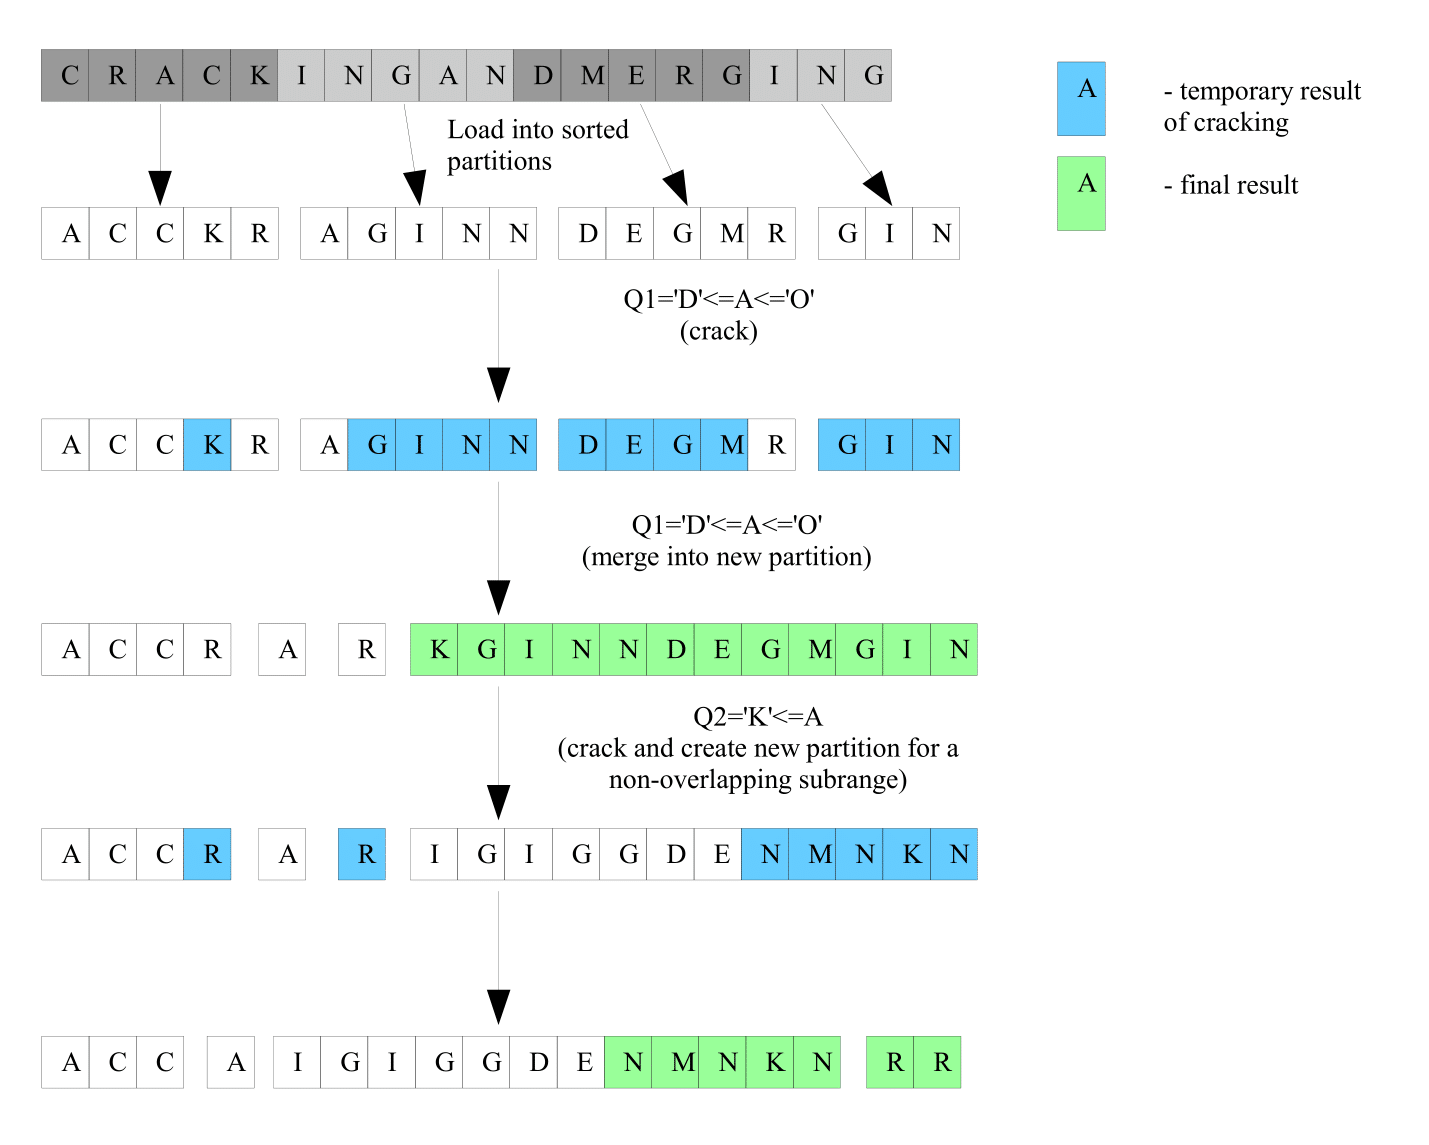 C R A C K I N G A N D M E R G I N G
A - temporary result
of cracking
Load into sorted
partitions
A - final result
A C C K R A G I N N D E G M R G I N
Q1='D'<=A<='O'
(crack)
A C C K R A G I N N D E G M R G I N
Q1='D'<=A<='O'
(merge into new partition)
A C C R A R K G I N N D E G M G I N
Q2='K'<=A
(crack and create new partition for a
non-overlapping subrange)
A C C R A R I G I G G D E N M N K N
A C C A I G I G G D E N M N K N R R